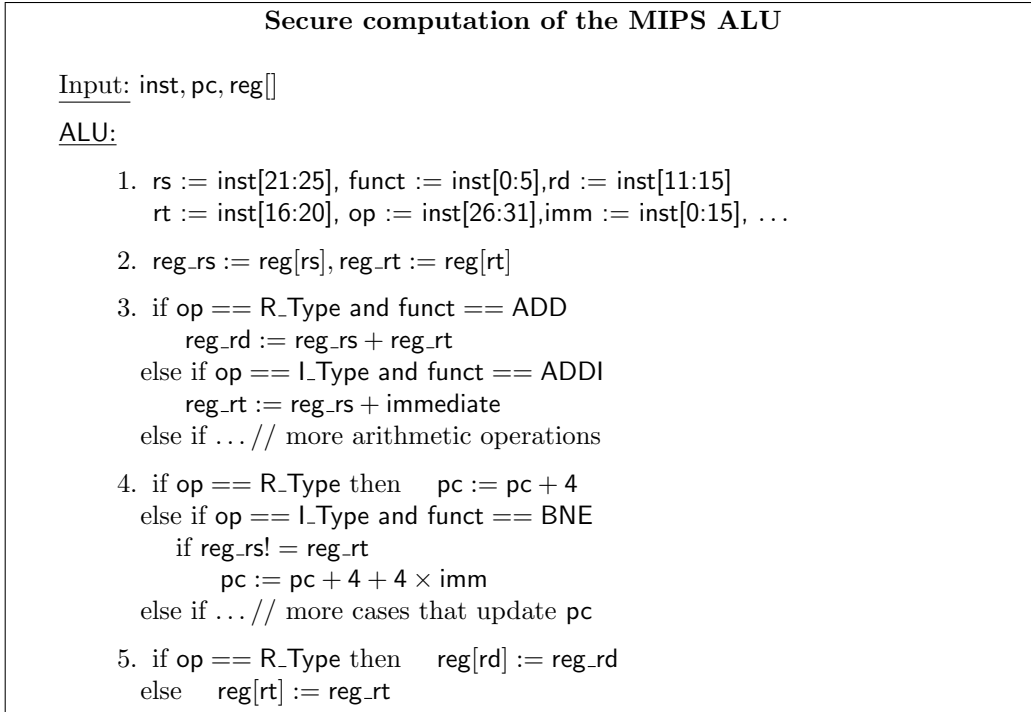 Secure computation of the MIPS ALU
Input: inst, pc, reg[]
ALU:
1. rs := inst[21:25], funct := inst[0:5],rd := inst[11:15]
rt := inst[16:20], op := inst[26:31],imm := inst[0:15], ...
2. reg_rs := reg[rs], reg_rt := reg[rt]
3. if op == R_Type and funct == ADD
reg_rd := reg_rs + reg_rt
else if op == I_Type and funct == ADDI
reg_rt := reg_rs + immediate
else if ...// more arithmetic operations
4. if op == R_Type then pc := pc + 4
else if op == I_Type and funct == BNE
if reg_rs! = reg_rt
pc := pc + 4 + 4 × imm
else if ...// more cases that update pc
5. if op == R_Type then reg[rd] := reg_rd
else reg[rt] := reg_rt